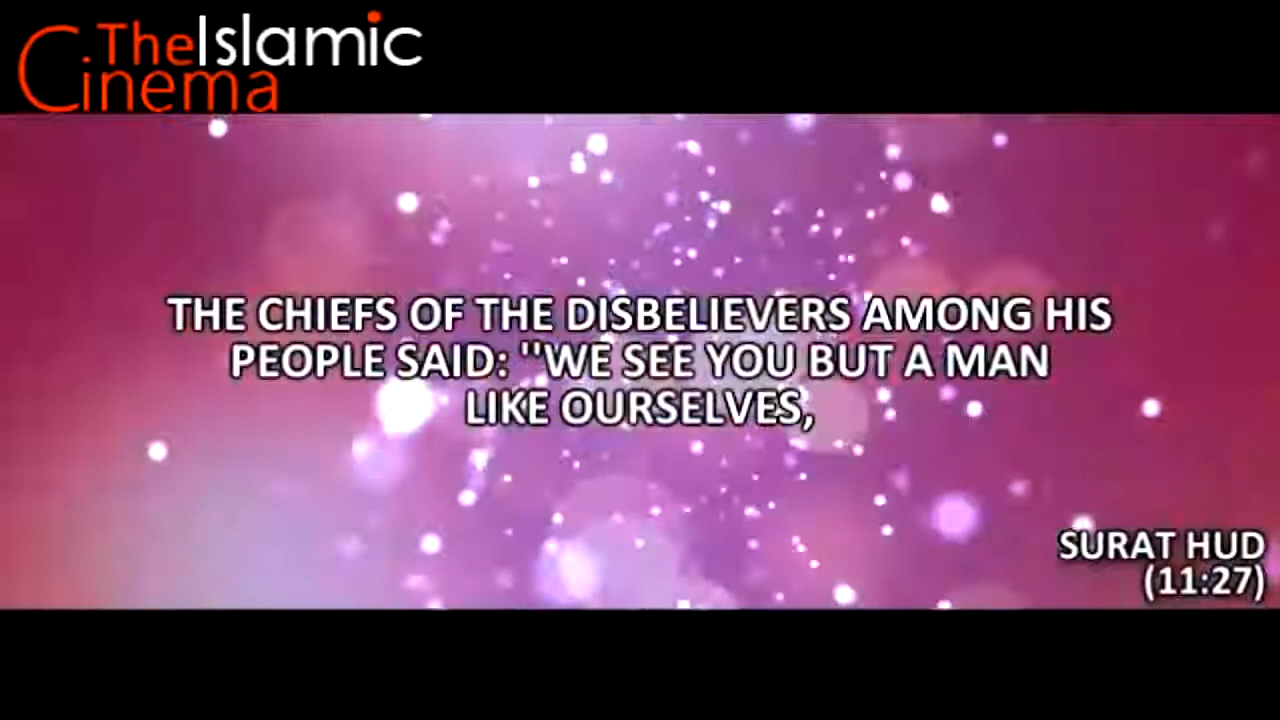 TheIslamic
Cinema
THE CHIEFS OF THE DISBELIEVERS AMONG HIS
PEOPLE SAID: ''WE SEE YOU BUT A MAN
LIKE OURSELVES,
SURAT HUD
(11:27)